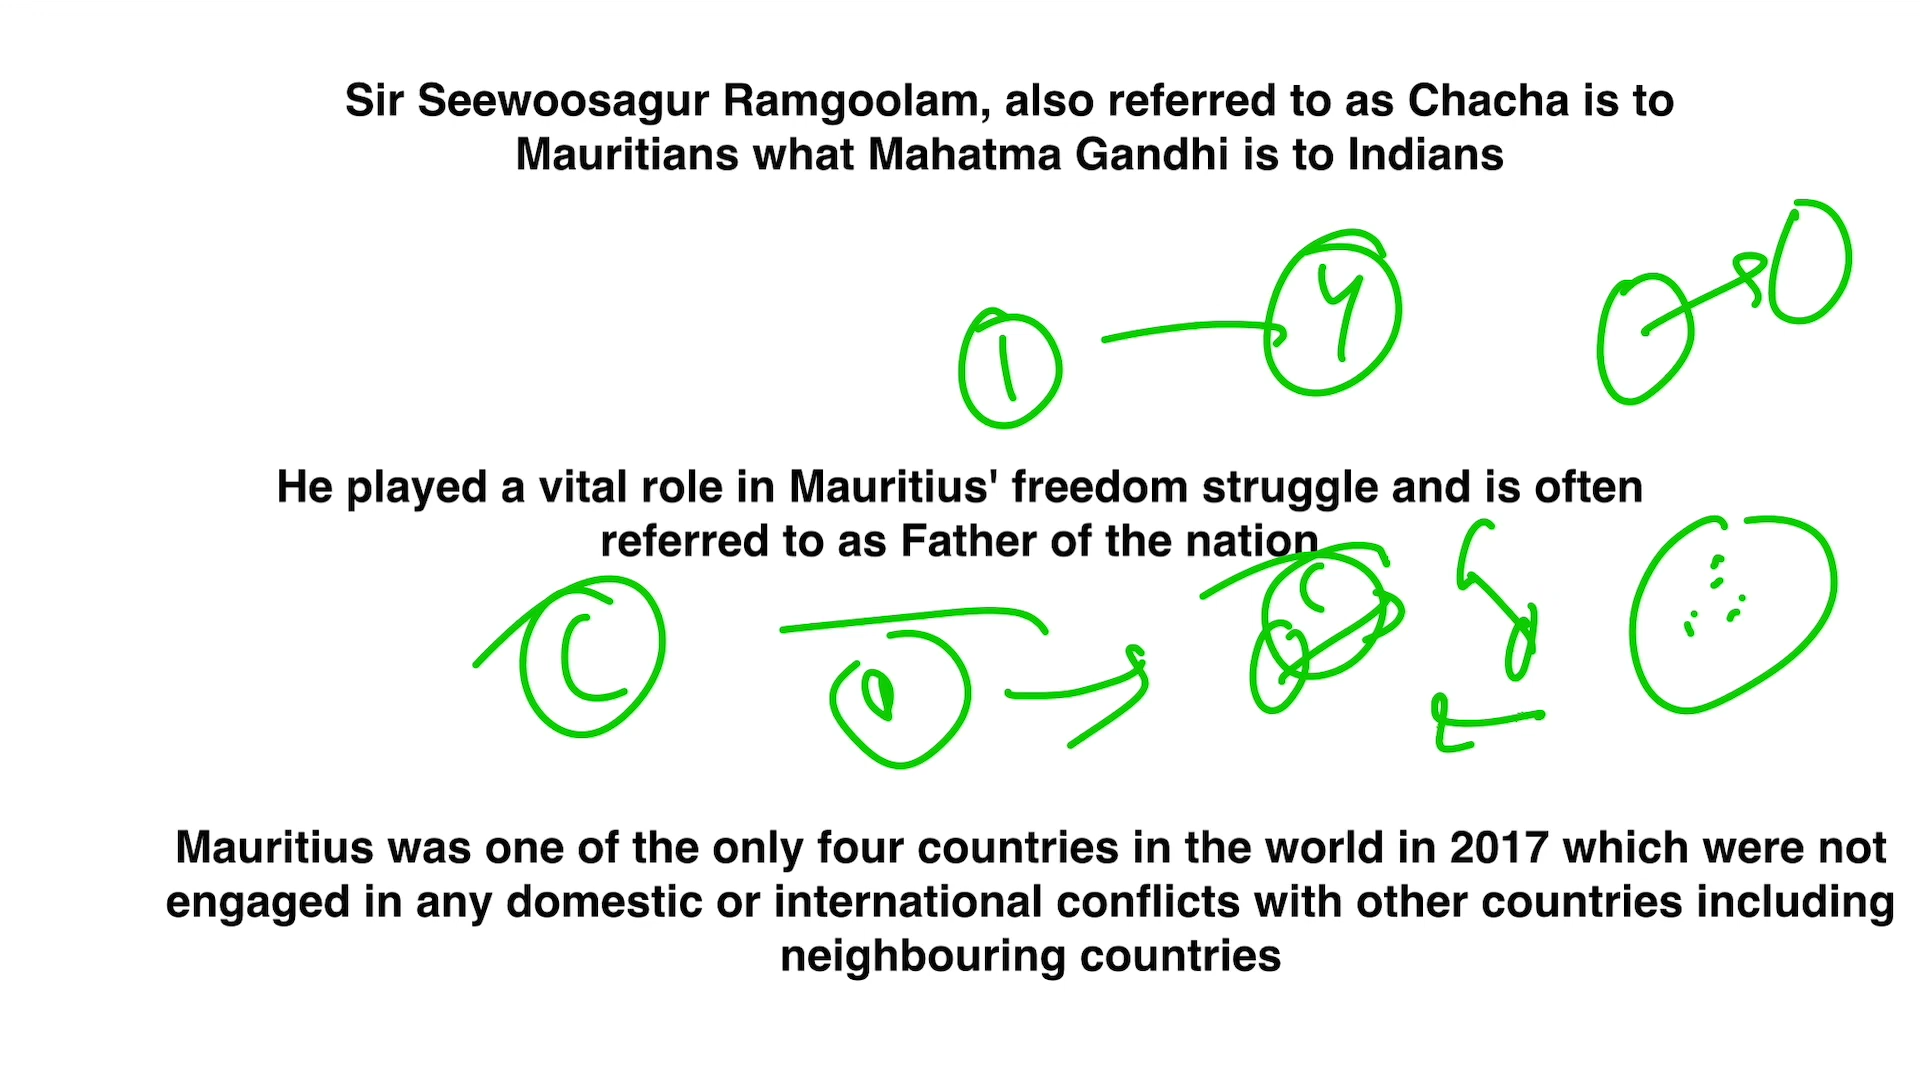 Sir Seewoosagur Ramgoolam, also referred to as Chacha is to
Mauritians what Mahatma Gandhi is to Indians
1
4
He played a vital role in Mauritius' freedom struggle and is often
referred to as Father of the nation
C
C
Mauritius was one of the only four countries in the world in 2017 which were not
engaged in any domestic or international conflicts with other countries including
neighbouring countries